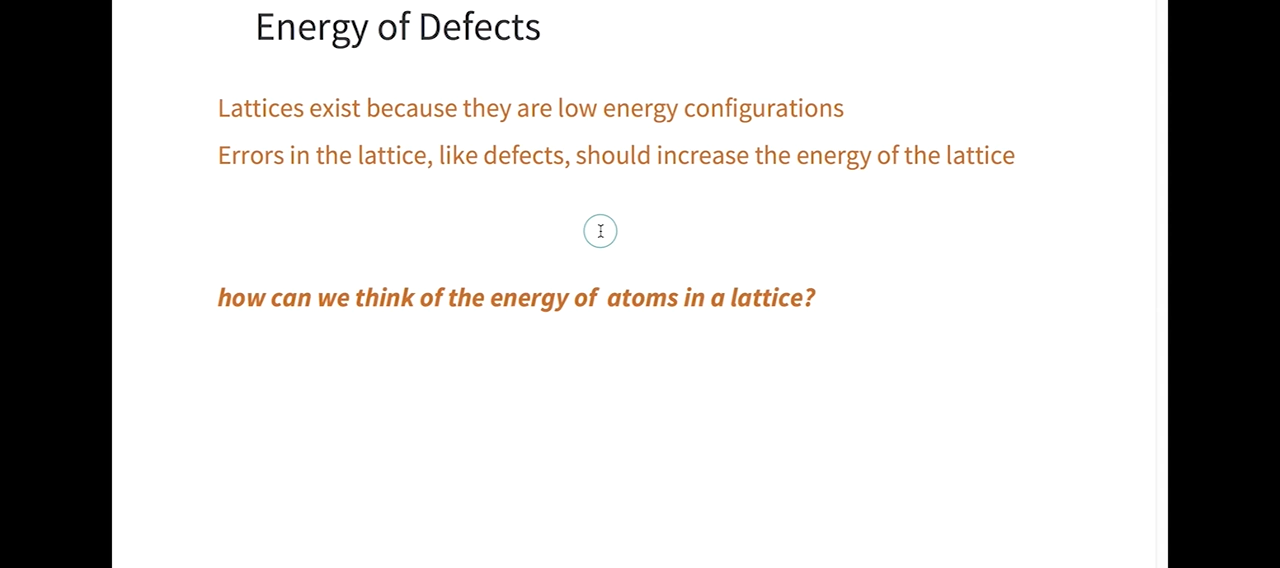 Energy of Defects
Lattices exist because they are low energy configurations
Errors in the lattice, like defects, should increase the energy of the lattice
how can we think of the energy of atoms in a lattice?